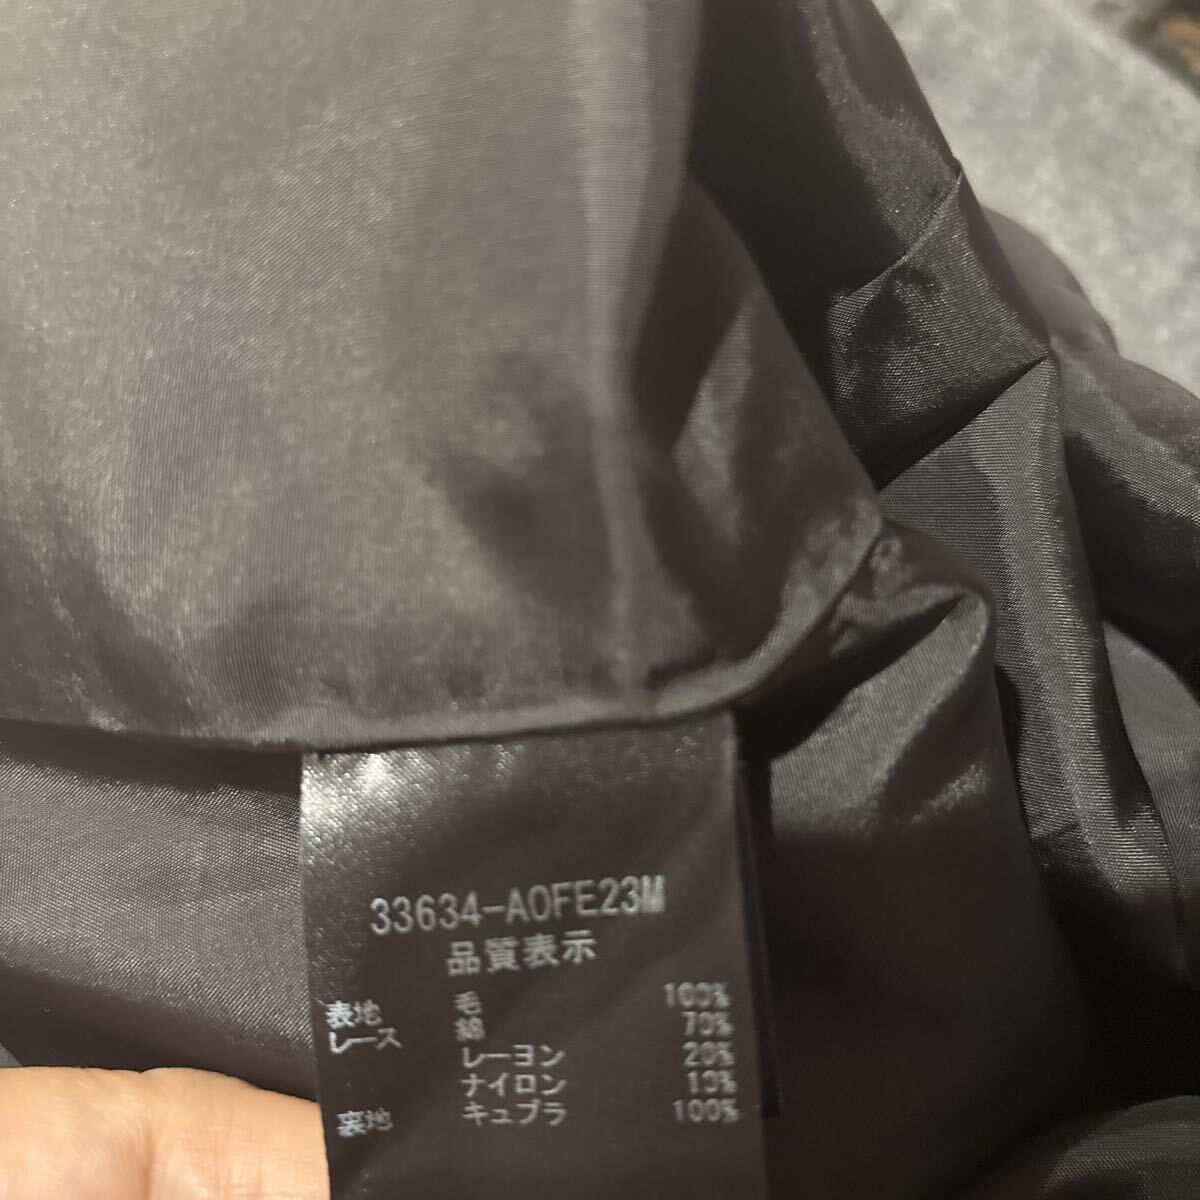 33634-A0FE23M
品質表示
表地 毛 100%
レース 綿 70%
レーヨン 20%
ナイロン 10%
裏地 キュプラ 100%